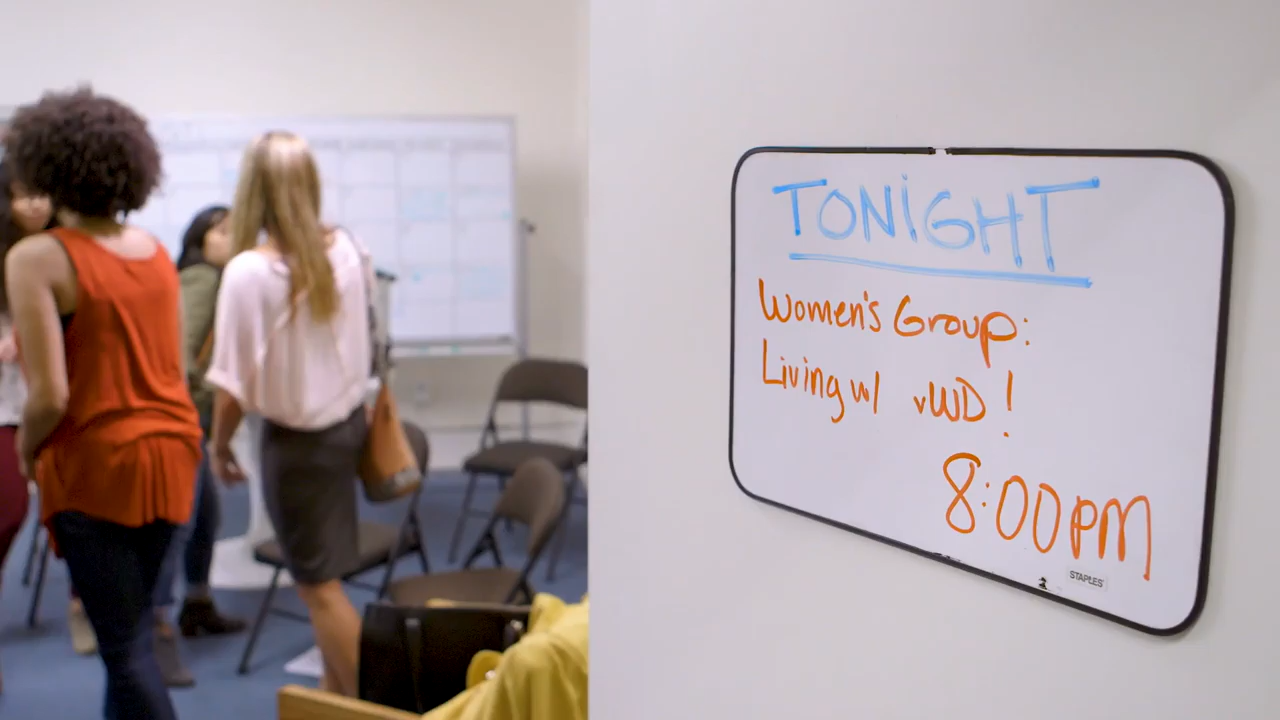 TONIGHT
Women's Group:
Living w/ vWD!
8:00PM
STAPLES